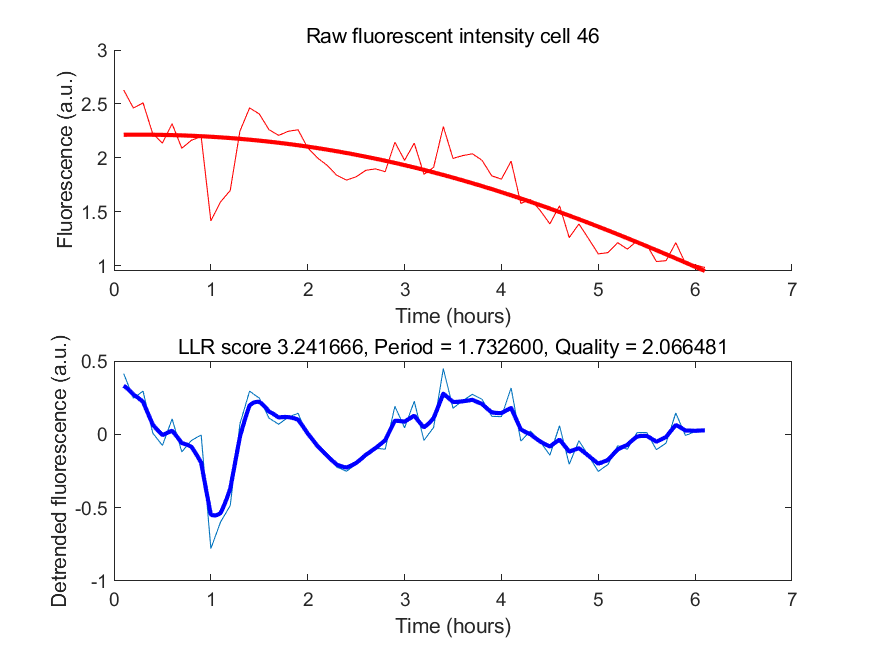 Raw fluorescent intensity cell 46
Fluorescence (a.u.)
3
2.5
2
1.5
1
0 1 2 3 4 5 6 7
Time (hours)
LLR score 3.241666, Period = 1.732600, Quality = 2.066481
Detrended fluorescence (a.u.)
0.5
0
-0.5
-1
0 1 2 3 4 5 6 7
Time (hours)